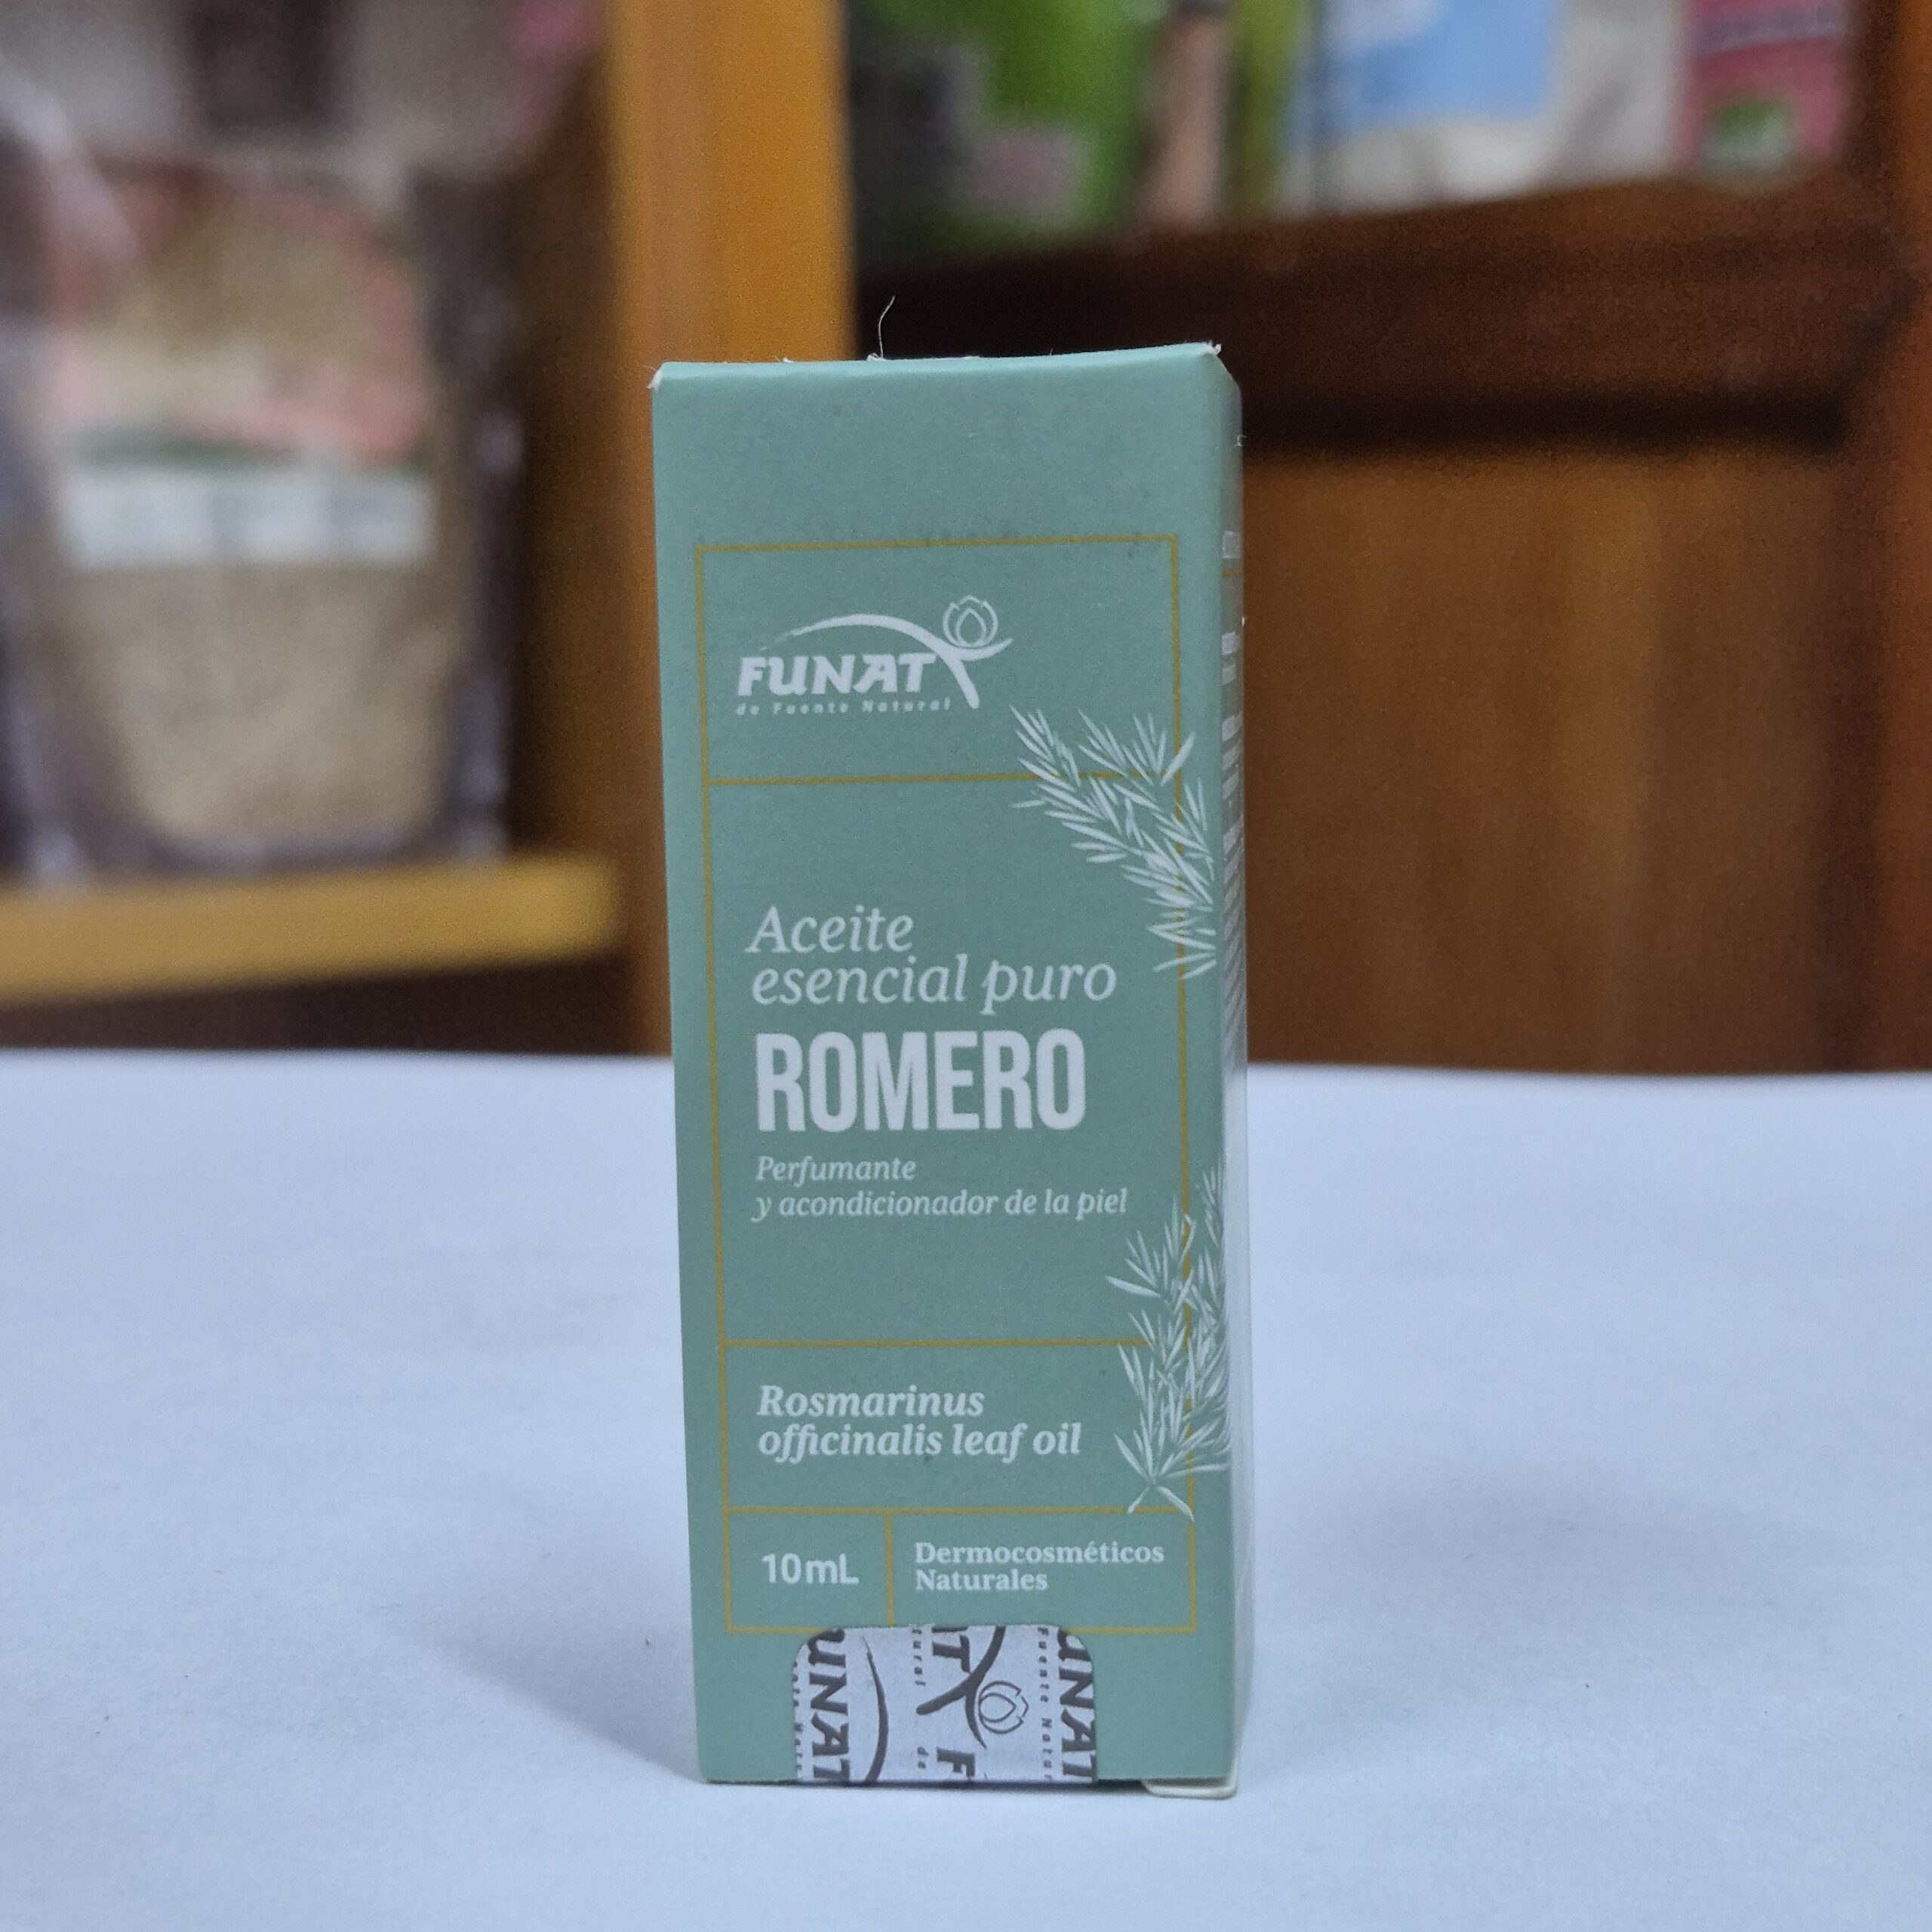 FUNAT
de Fuente Natural
Aceite
esencial puro
ROMERO
Perfumante
y acondicionador de la piel
Rosmarinus
officinalis leaf oil
10mL
Dermocosméticos
Naturales
FUNAT